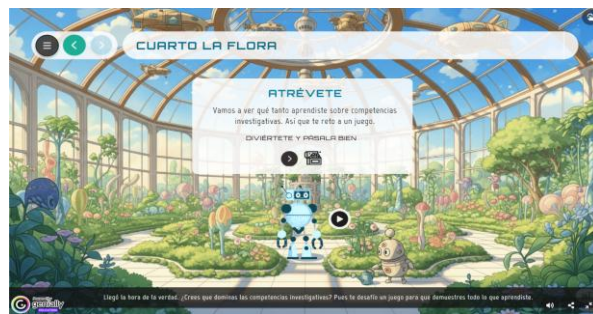 CUARTO LA FLORA
ATRÉVETE
Vamos a ver qué tanto aprendiste sobre competencias
investigativas. Así que te reto a un juego.
DIVIÉRTETE Y PÁSALA BIEN
Llegó la hora de la verdad. ¿Crees que dominas las competencias investigativas? Pues te desafío un juego para que demuestres todo lo que aprendiste.
genially